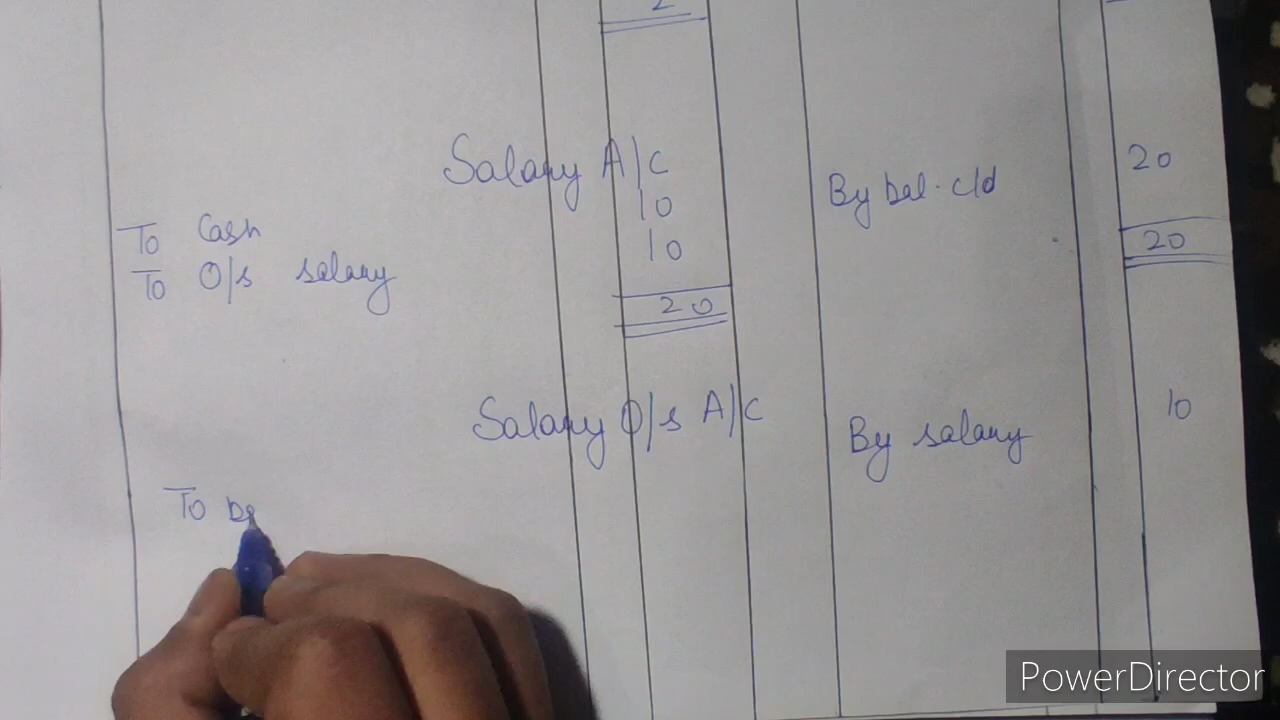 2
Salary A/c
To Cash 10
To O/s salary 10
20
By bal. c/d 20
20
Salary O/s A/c
By salary 10
To
PowerDirector